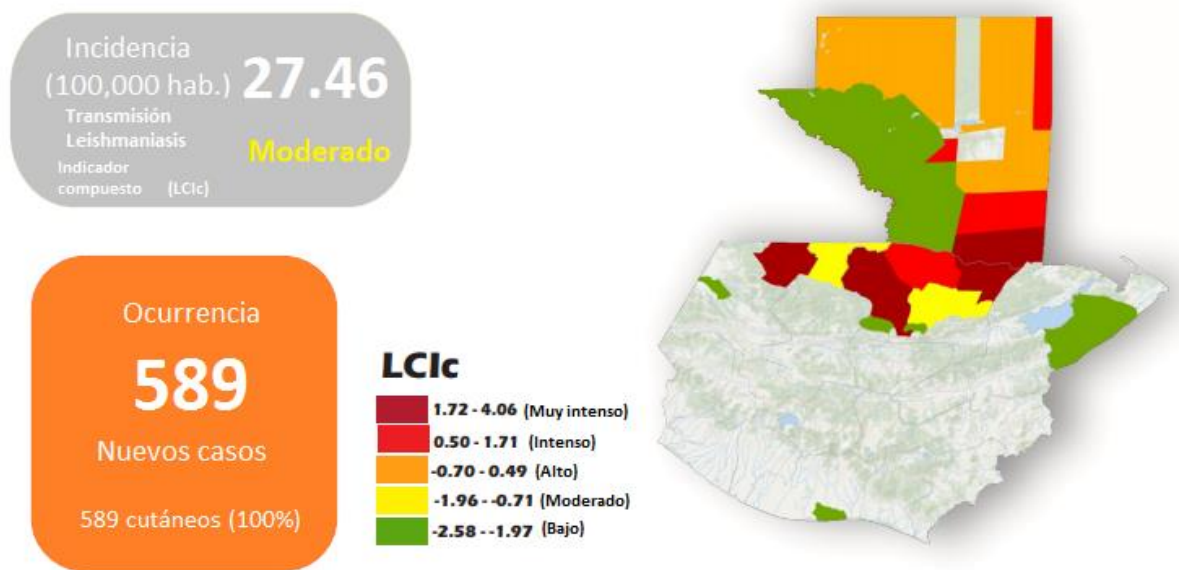 Incidencia
(100,000 hab.) 27.46
Transmisión
Leishmaniasis
Moderado
Indicador
compuesto (LCIc)
Ocurrencia
589
Nuevos casos
589 cutáneos (100%)
LCIc
1.72 - 4.06 (Muy intenso)
0.50 - 1.71 (Intenso)
-0.70 - 0.49 (Alto)
-1.96 - -0.71 (Moderado)
-2.58 - -1.97 (Bajo)